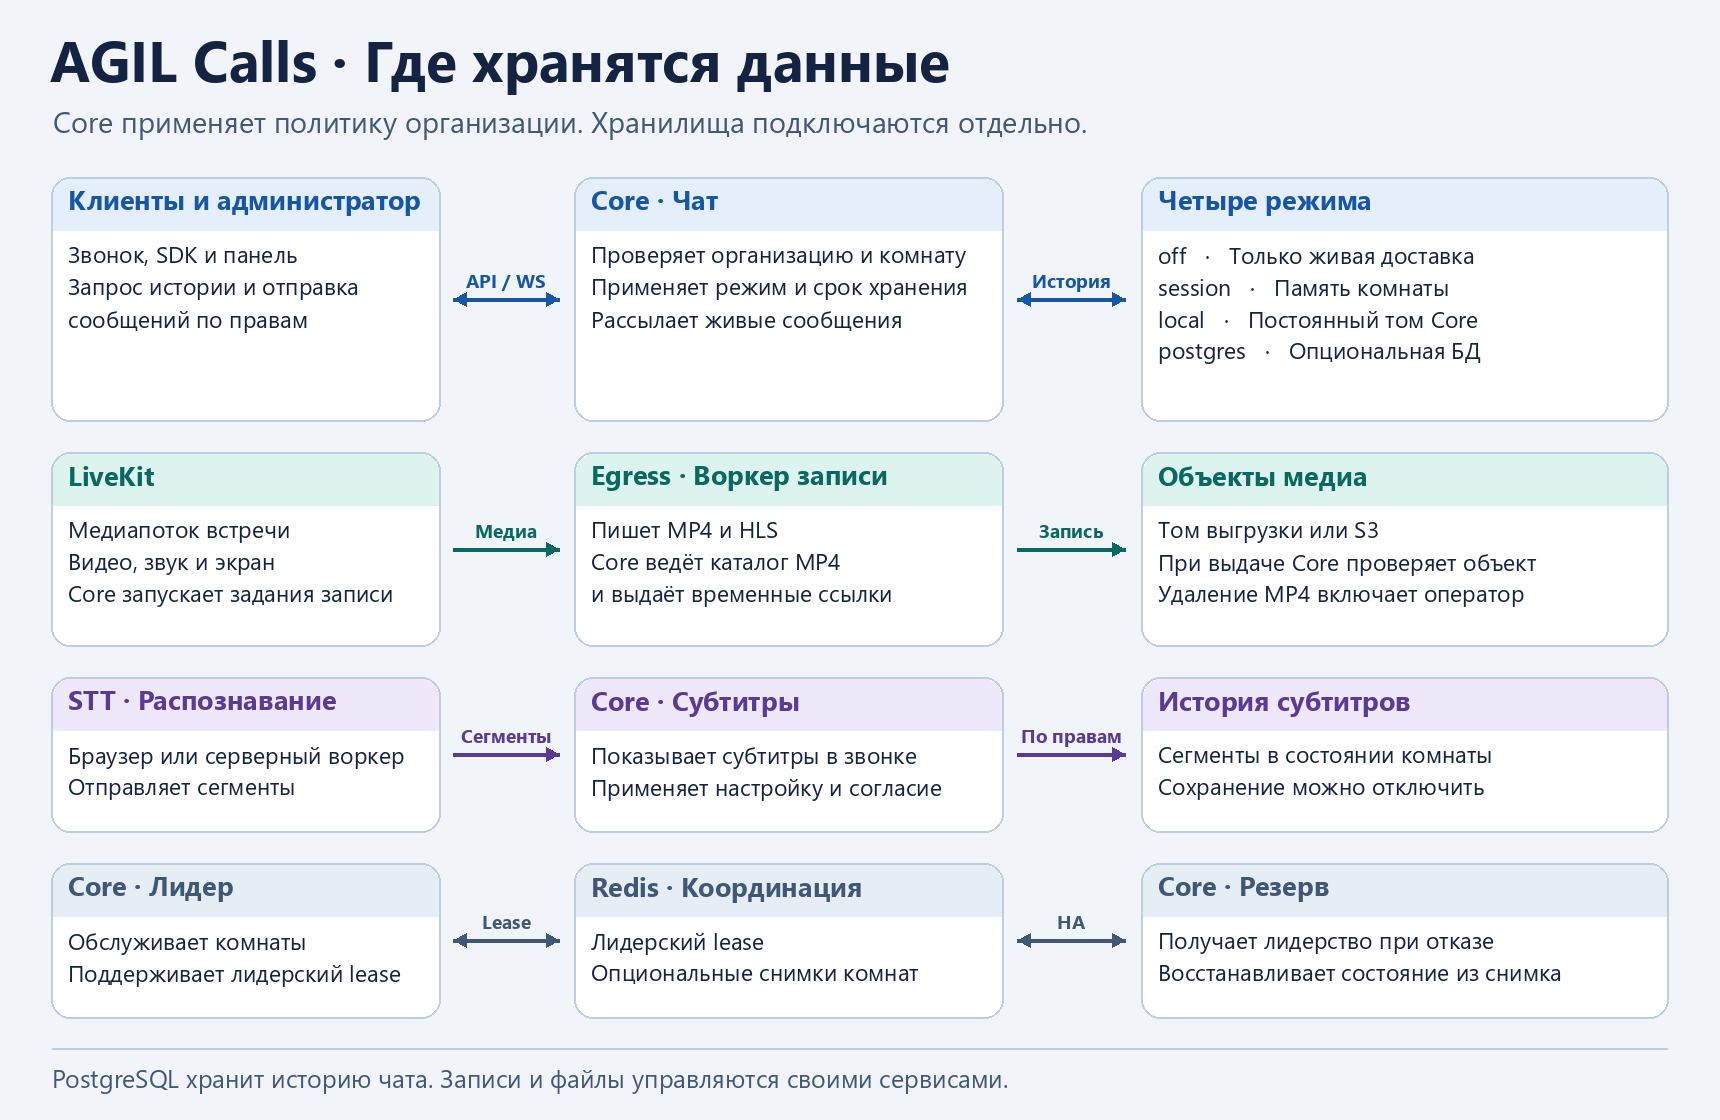 AGIL Calls · Где хранятся данные
Core применяет политику организации. Хранилища подключаются отдельно.
Клиенты и администратор
Звонок, SDK и панель
Запрос истории и отправка
сообщений по правам
API / WS
Core · Чат
Проверяет организацию и комнату
Применяет режим и срок хранения
Рассылает живые сообщения
История
Четыре режима
off · Только живая доставка
session · Память комнаты
local · Постоянный том Core
postgres · Опциональная БД
LiveKit
Медиапоток встречи
Видео, звук и экран
Core запускает задания записи
Медиа
Egress · Воркер записи
Пишет MP4 и HLS
Core ведёт каталог MP4
и выдаёт временные ссылки
Запись
Объекты медиа
Том выгрузки или S3
При выдаче Core проверяет объект
Удаление MP4 включает оператор
STT · Распознавание
Браузер или серверный воркер
Отправляет сегменты
Сегменты
Core · Субтитры
Показывает субтитры в звонке
Применяет настройку и согласие
По правам
История субтитров
Сегменты в состоянии комнаты
Сохранение можно отключить
Core · Лидер
Обслуживает комнаты
Поддерживает лидерский lease
Lease
Redis · Координация
Лидерский lease
Опциональные снимки комнат
HA
Core · Резерв
Получает лидерство при отказе
Восстанавливает состояние из снимка
PostgreSQL хранит историю чата. Записи и файлы управляются своими сервисами.